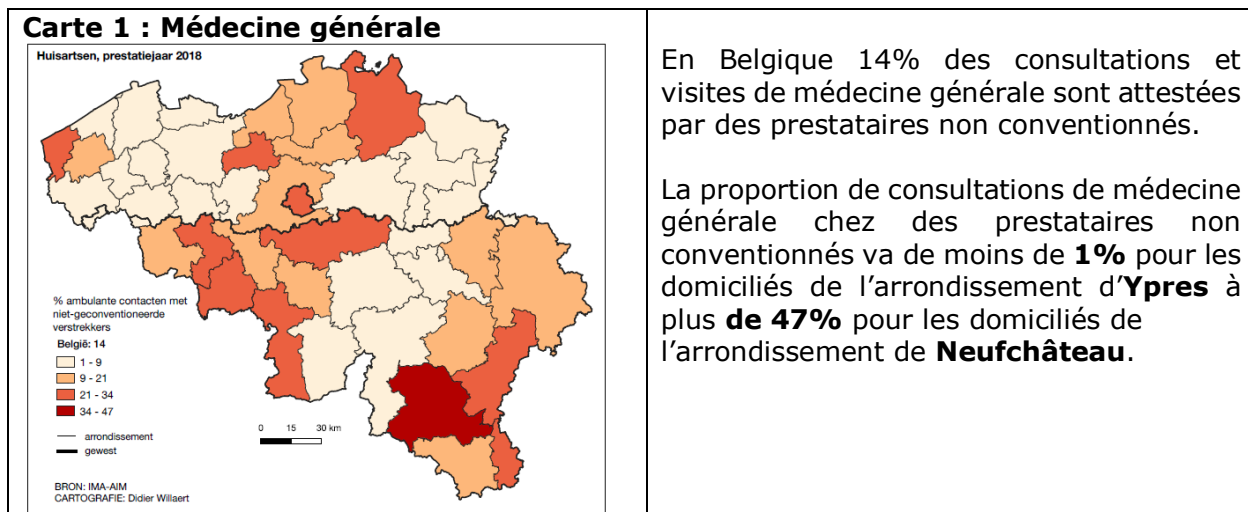 Carte 1 : Médecine générale
Huisartsen, prestatiejaar 2018
% ambulante contacten met
niet-geconventioneerde
verstrekkers
België: 14
1 - 9
9 - 21
21 - 34
34 - 47
arrondissement
gewest
0 15 30 km
BRON: IMA-AIM
CARTOGRAFIE: Didier Willaert
En Belgique 14% des consultations et
visites de médecine générale sont attestées
par des prestataires non conventionnés.
La proportion de consultations de médecine
générale chez des prestataires non
conventionnés va de moins de 1% pour les
domiciliés de l’arrondissement d’Ypres à
plus de 47% pour les domiciliés de
l’arrondissement de Neufchâteau.